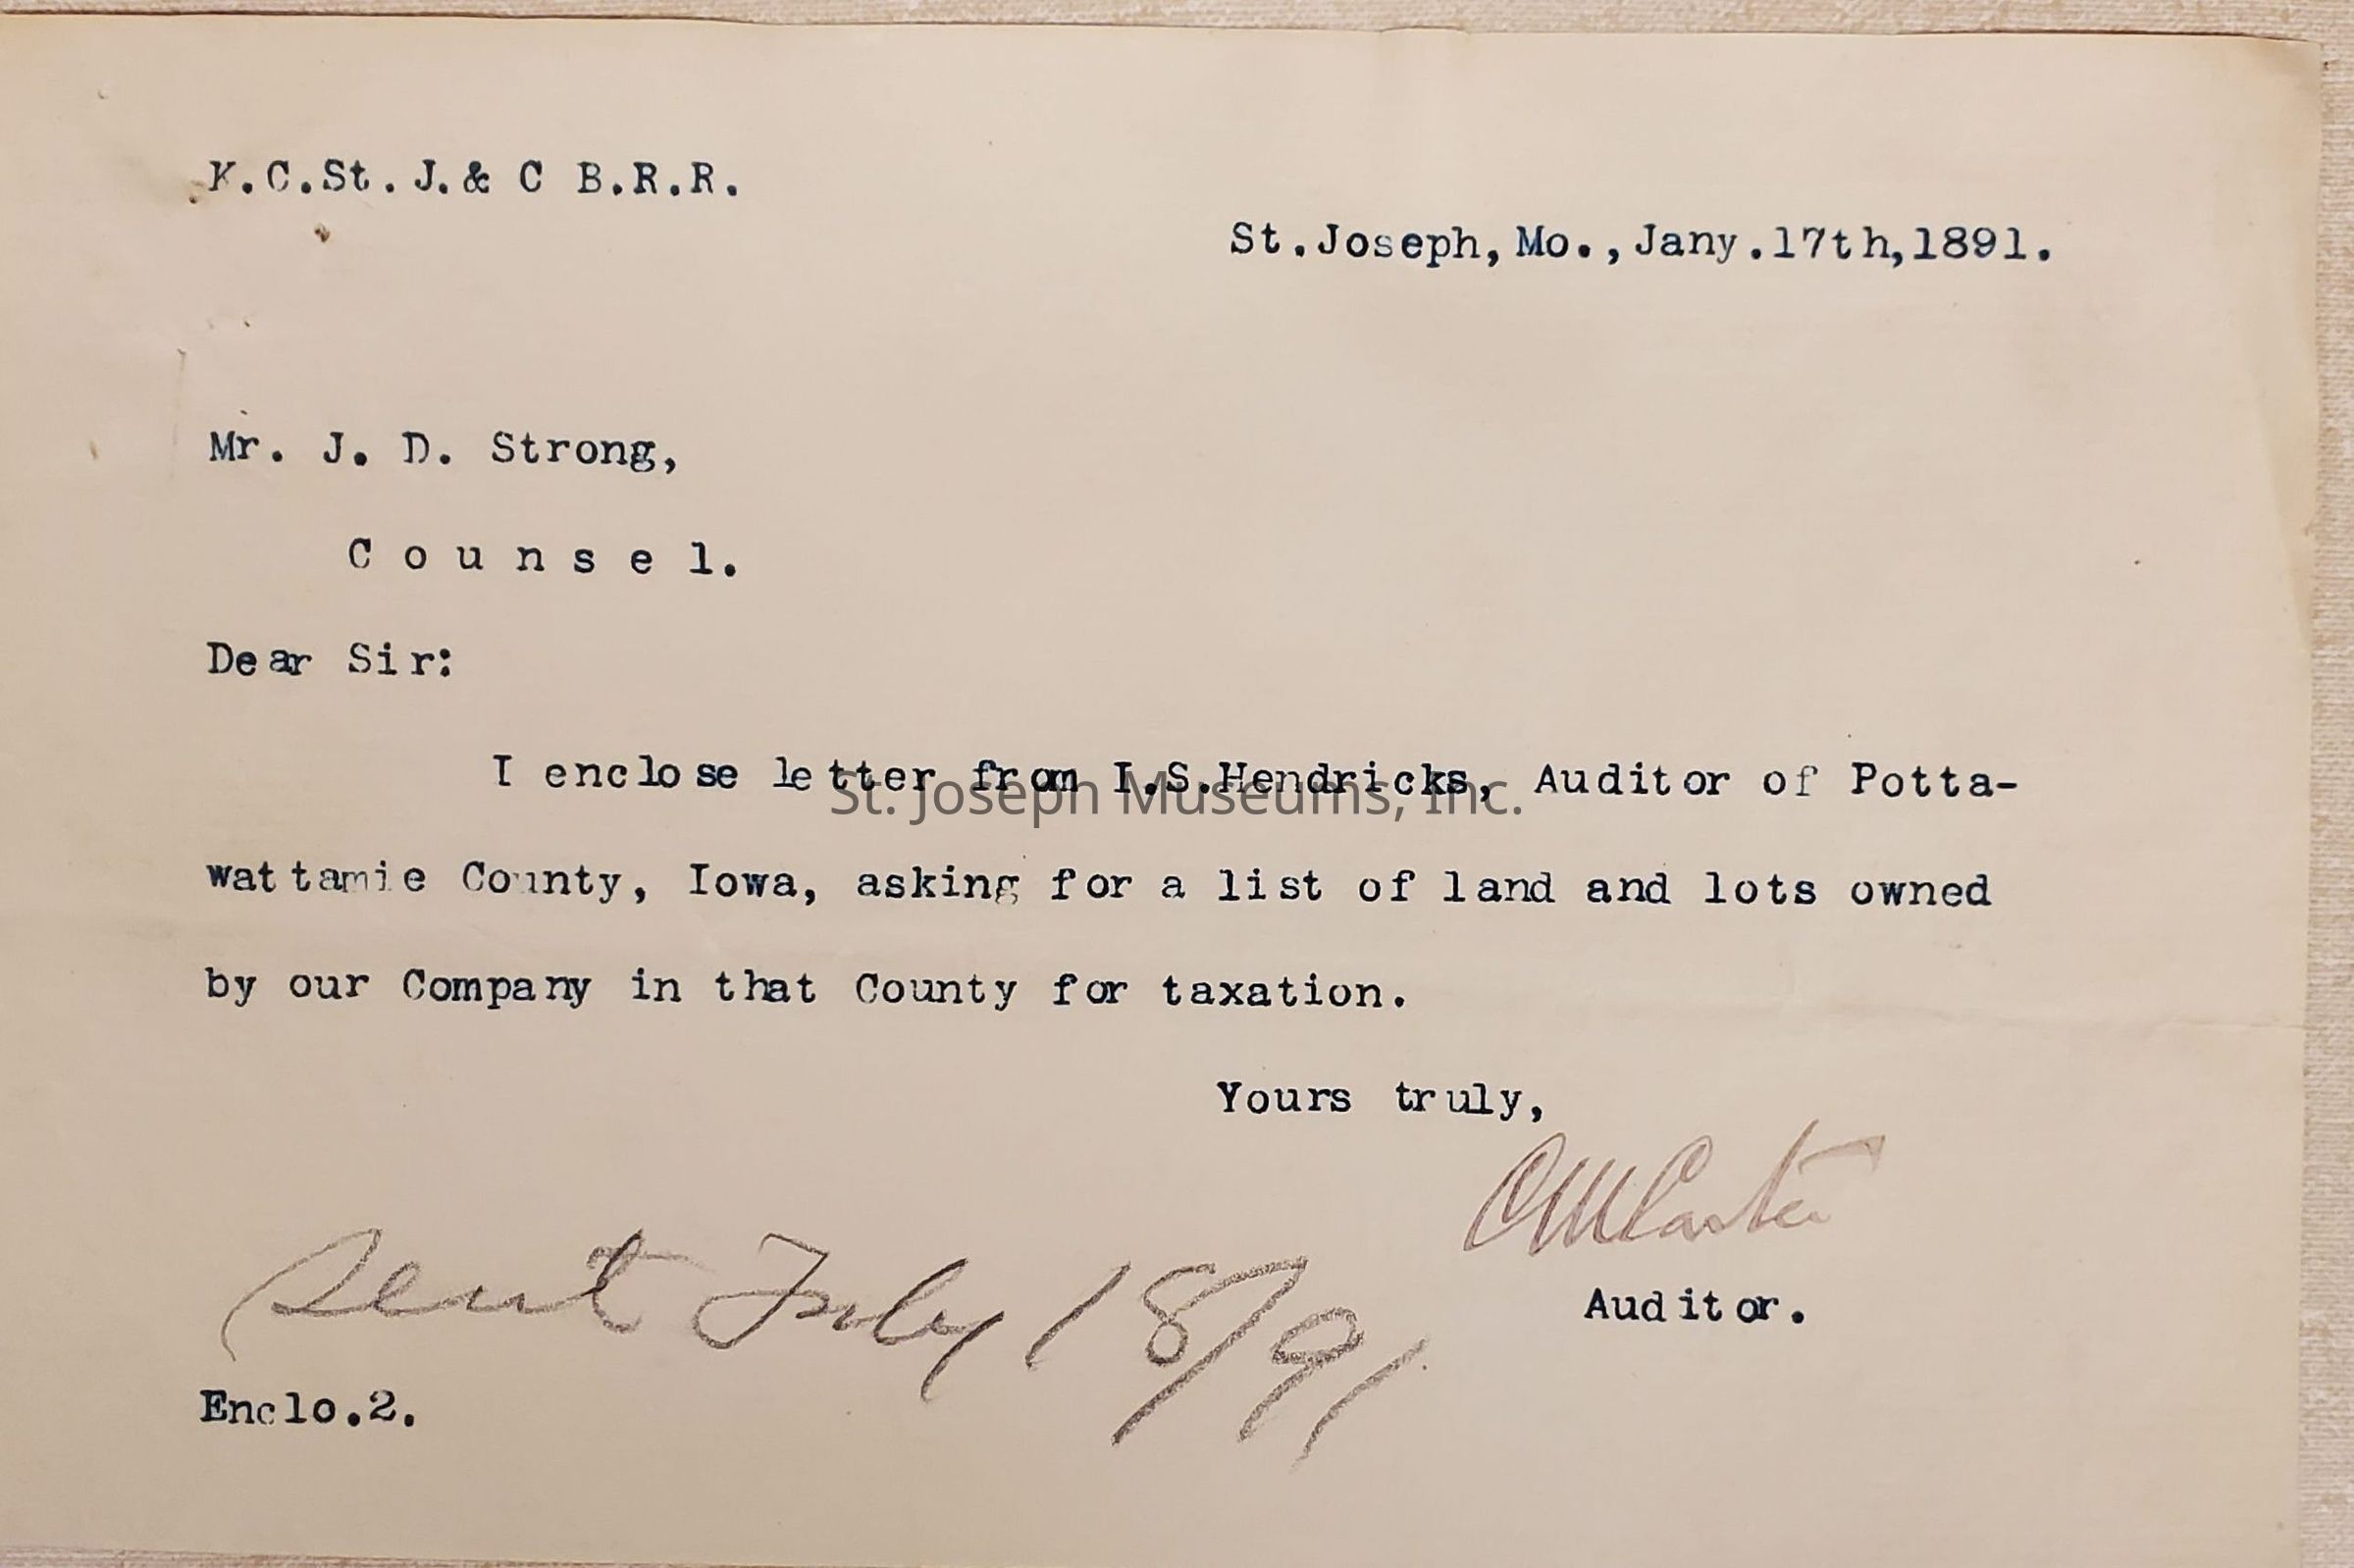 K.C.St.J.& C B.R.R.
St.Joseph,Mo.,Jany.17th,1891.
Mr. J. D. Strong,
C o u n s e l.
Dear Sir:
I enclose letter from I.S.Hendricks, Auditor of Potta-
St. Joseph Museums, Inc.
wattamie County, Iowa, asking for a list of land and lots owned
by our Company in that County for taxation.
Yours truly,
Auditor.
Sent July 18/91
Enclo.2.